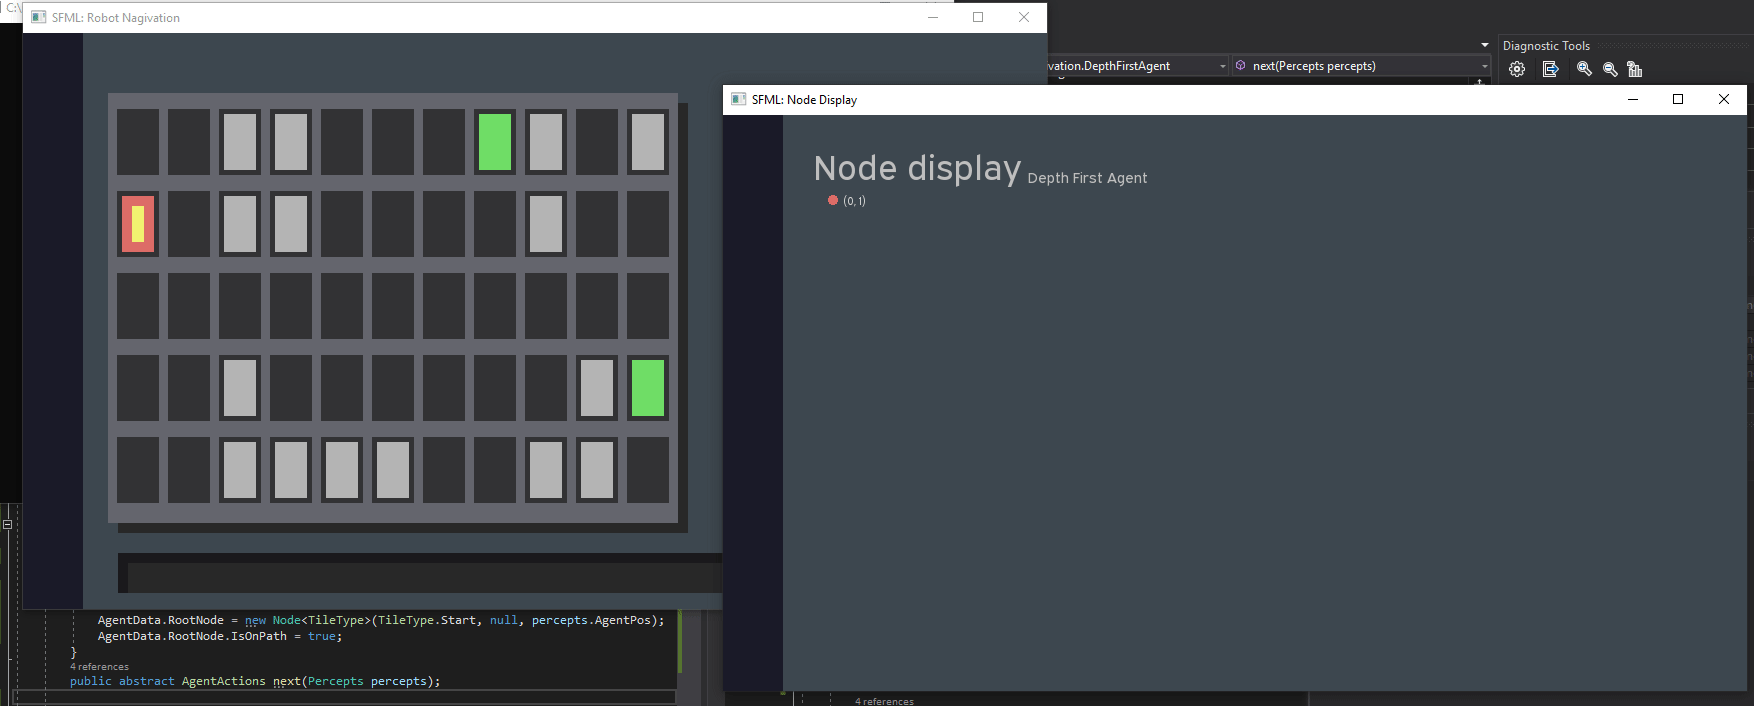 C:\
SFML: Robot Nagivation
Diagnostic Tools
vation.DepthFirstAgent
next(Percepts percepts)
SFML: Node Display
Node display Depth First Agent
(0,1)
AgentData.RootNode = new Node<TileType>(TileType.Start, null, percepts.AgentPos);
AgentData.RootNode.IsOnPath = true;
}
4 references
public abstract AgentActions next(Percepts percepts);
4 references